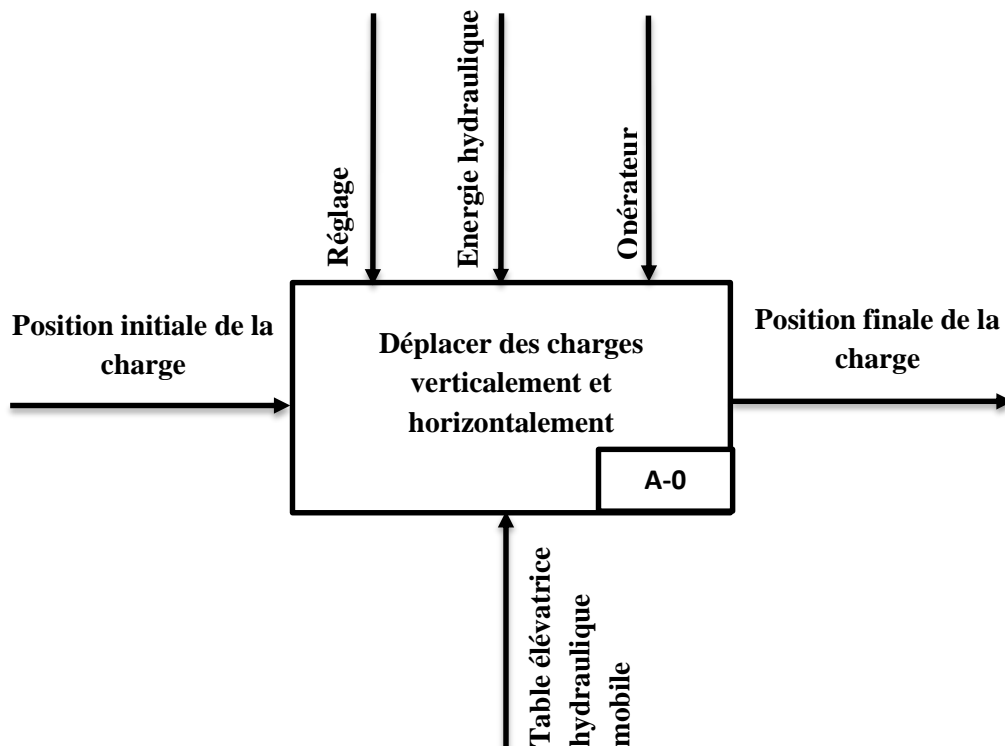 Réglage
Energie hydraulique
Opérateur
Position initiale de la
charge
Déplacer des charges
verticalement et
horizontalement
A-0
Position finale de la
charge
Table élévatrice
hydraulique
mobile